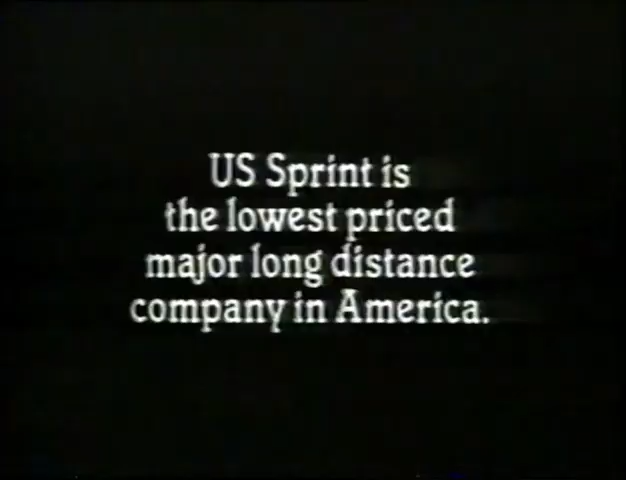 US Sprint is
the lowest priced
major long distance
company in America.